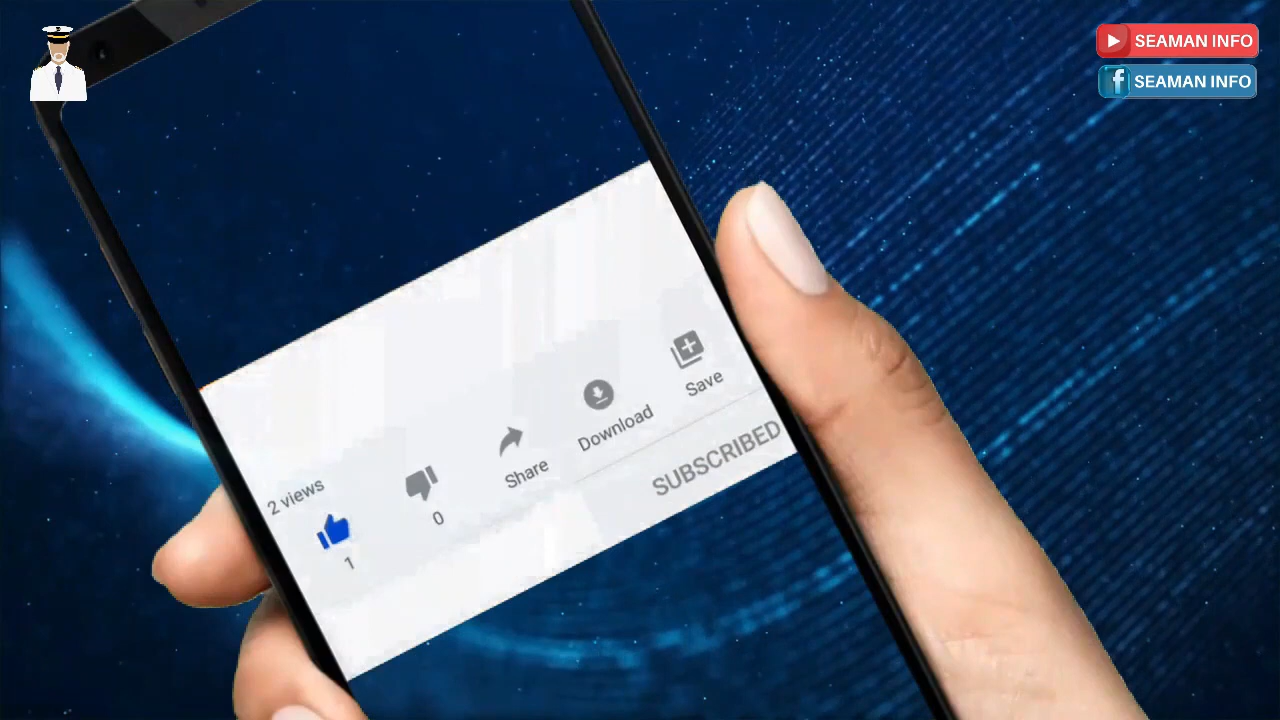 SEAMAN INFO
f SEAMAN INFO
2 views
1
0
Share
Download
Save
SUBSCRIBED